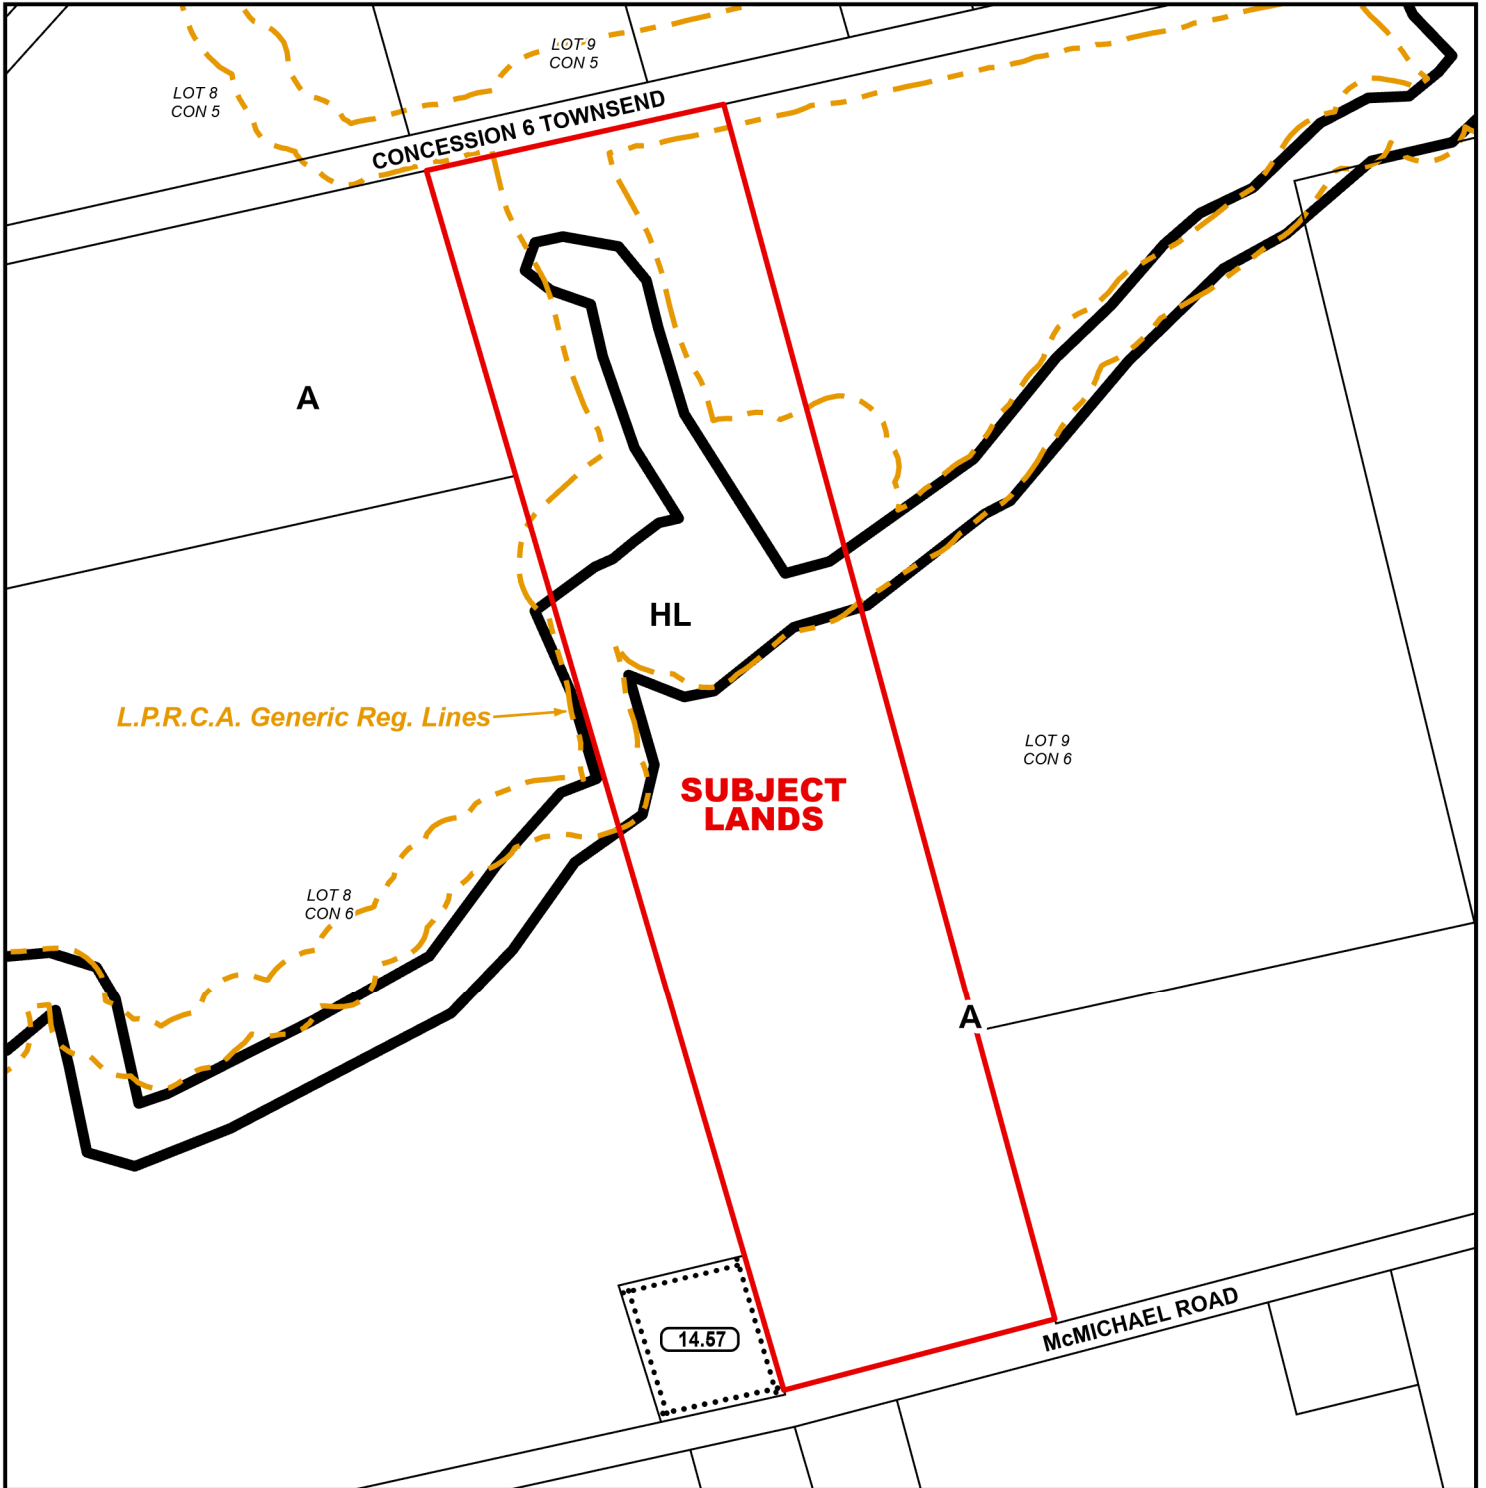 LOT 9
CON 5
LOT 8
CON 5
CONCESSION 6 TOWNSEND
A
HL
L.P.R.C.A. Generic Reg. Lines
LOT 9
CON 6
SUBJECT
LANDS
LOT 8
CON 6
A
14.57
McMICHAEL ROAD